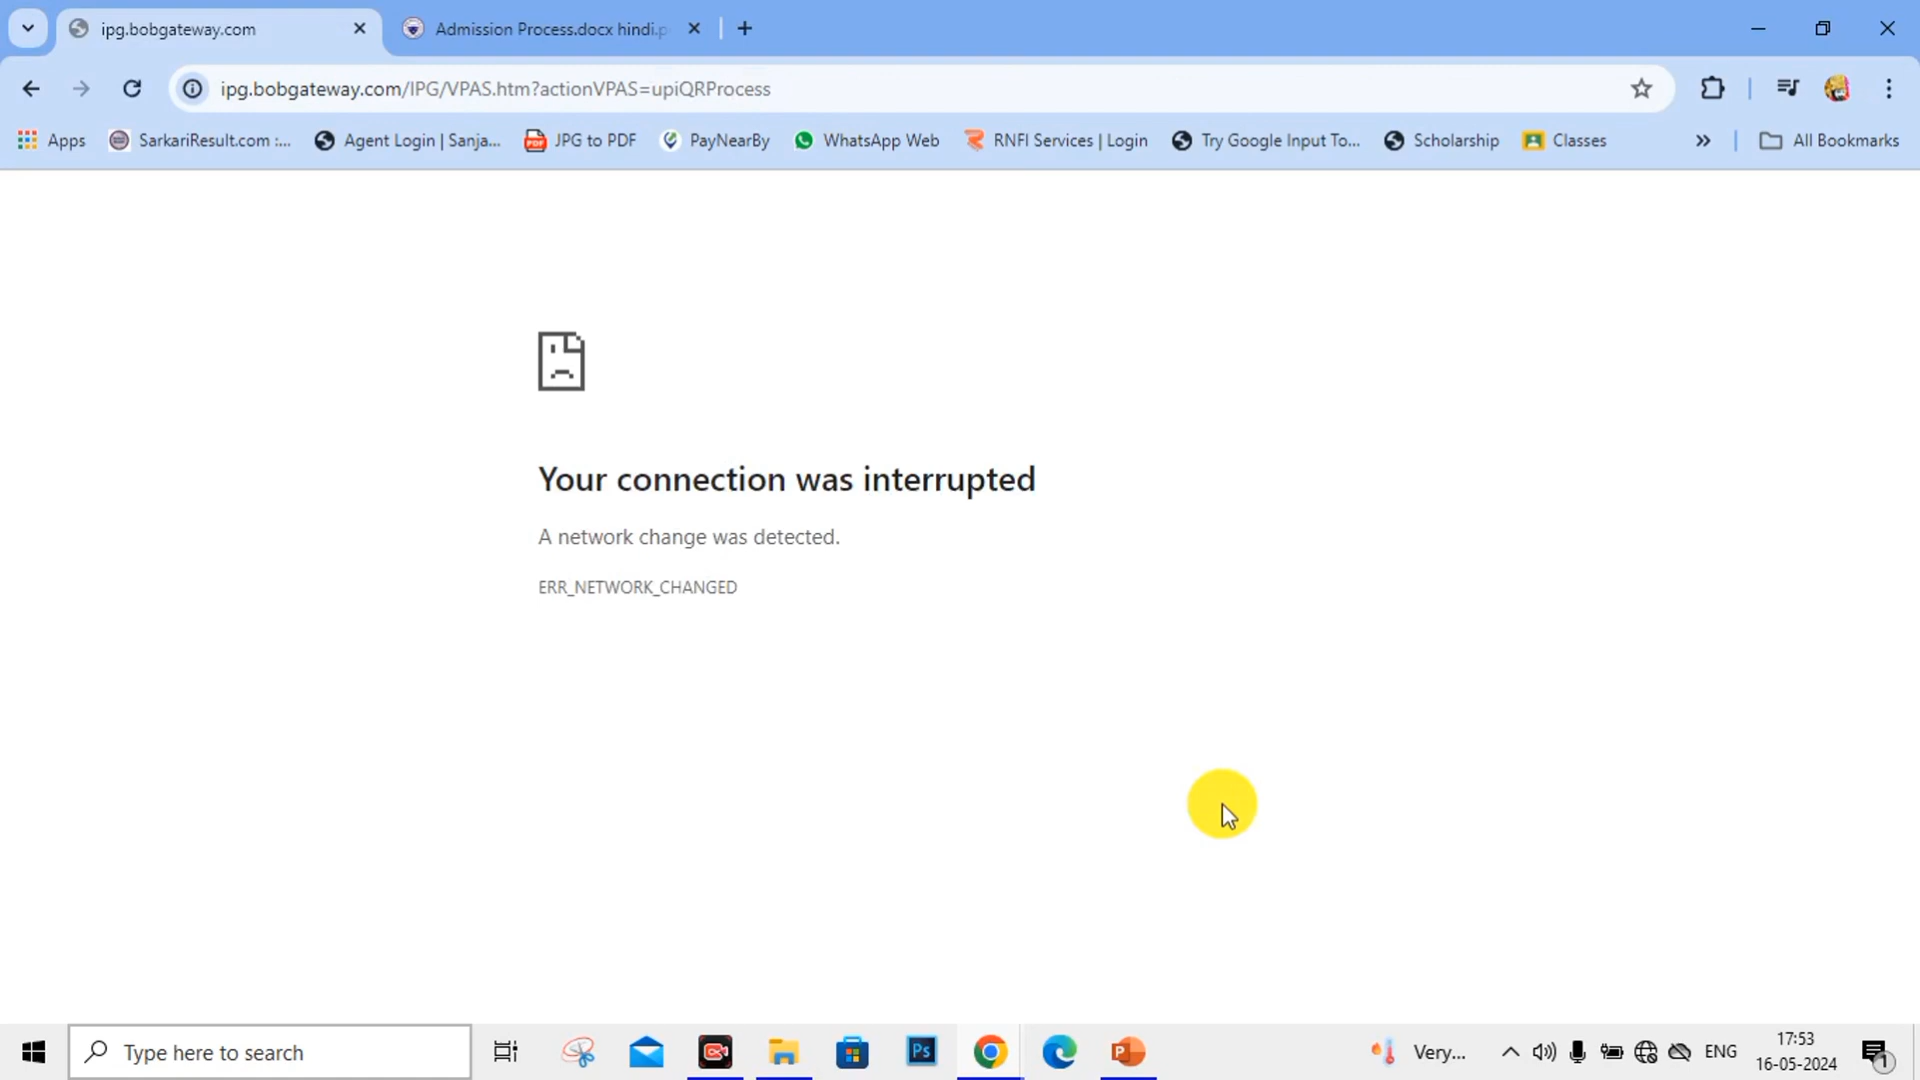 ipg.bobgateway.com
Admission Process.docx hindi.p
ipg.bobgateway.com/IPG/VPAS.htm?actionVPAS=upiQRProcess
Apps
SarkariResult.com :...
Agent Login | Sanja...
PDF
JPG to PDF
PayNearBy
WhatsApp Web
RNFI Services | Login
Try Google Input To...
Scholarship
Classes
All Bookmarks
Your connection was interrupted
A network change was detected.
ERR_NETWORK_CHANGED
Type here to search
Ps
P
Very...
ENG
17:53
16-05-2024
1